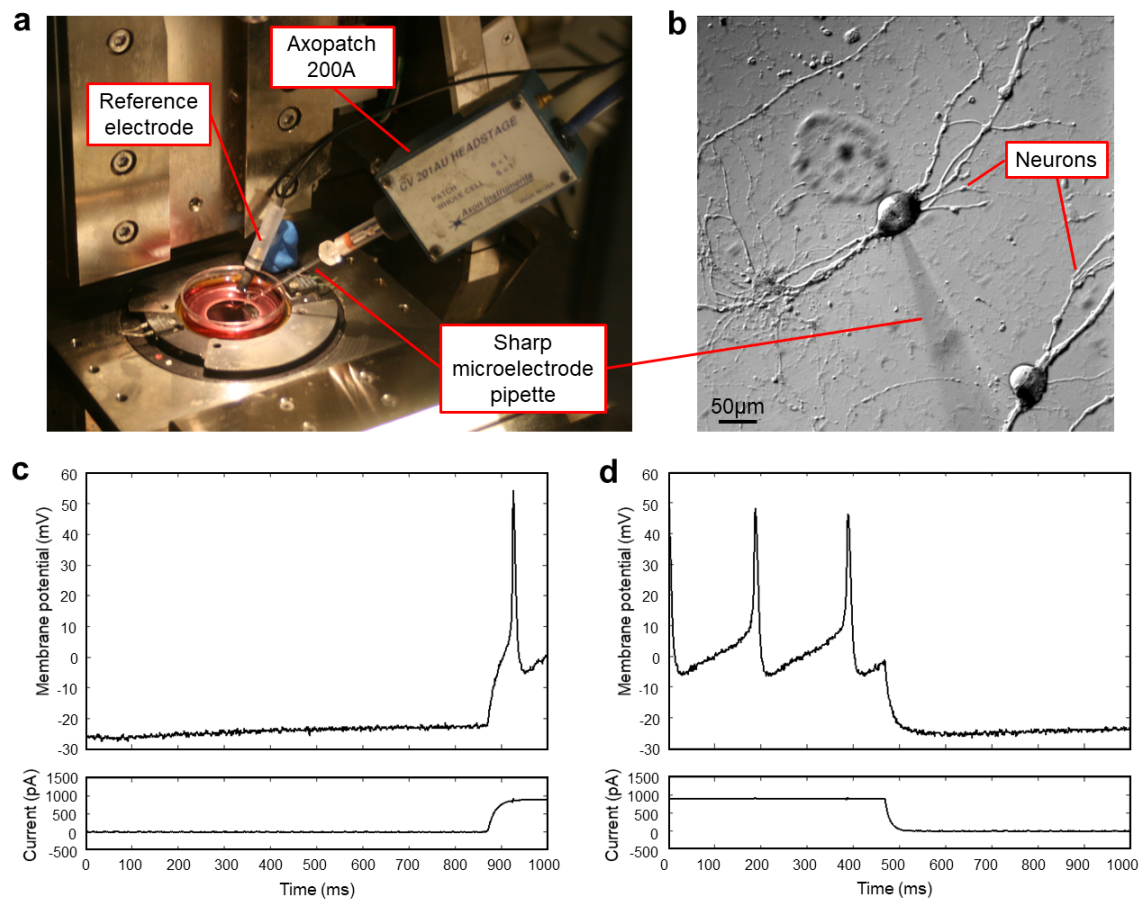 a
Axopatch
200A
Reference
electrode
CV 201AU HEADSTAGE
PATCH
WHOLE CELL
Axon Instruments
Sharp
microelectrode
pipette
b
Neurons
50µm
c
Membrane potential (mV)
60
50
40
30
20
10
0
-10
-20
-30
Current (pA)
1500
1000
500
0
-500
0 100 200 300 400 500 600 700 800 900 1000
Time (ms)
d
Membrane potential (mV)
60
50
40
30
20
10
0
-10
-20
-30
Current (pA)
1500
1000
500
0
-500
0 100 200 300 400 500 600 700 800 900 1000
Time (ms)